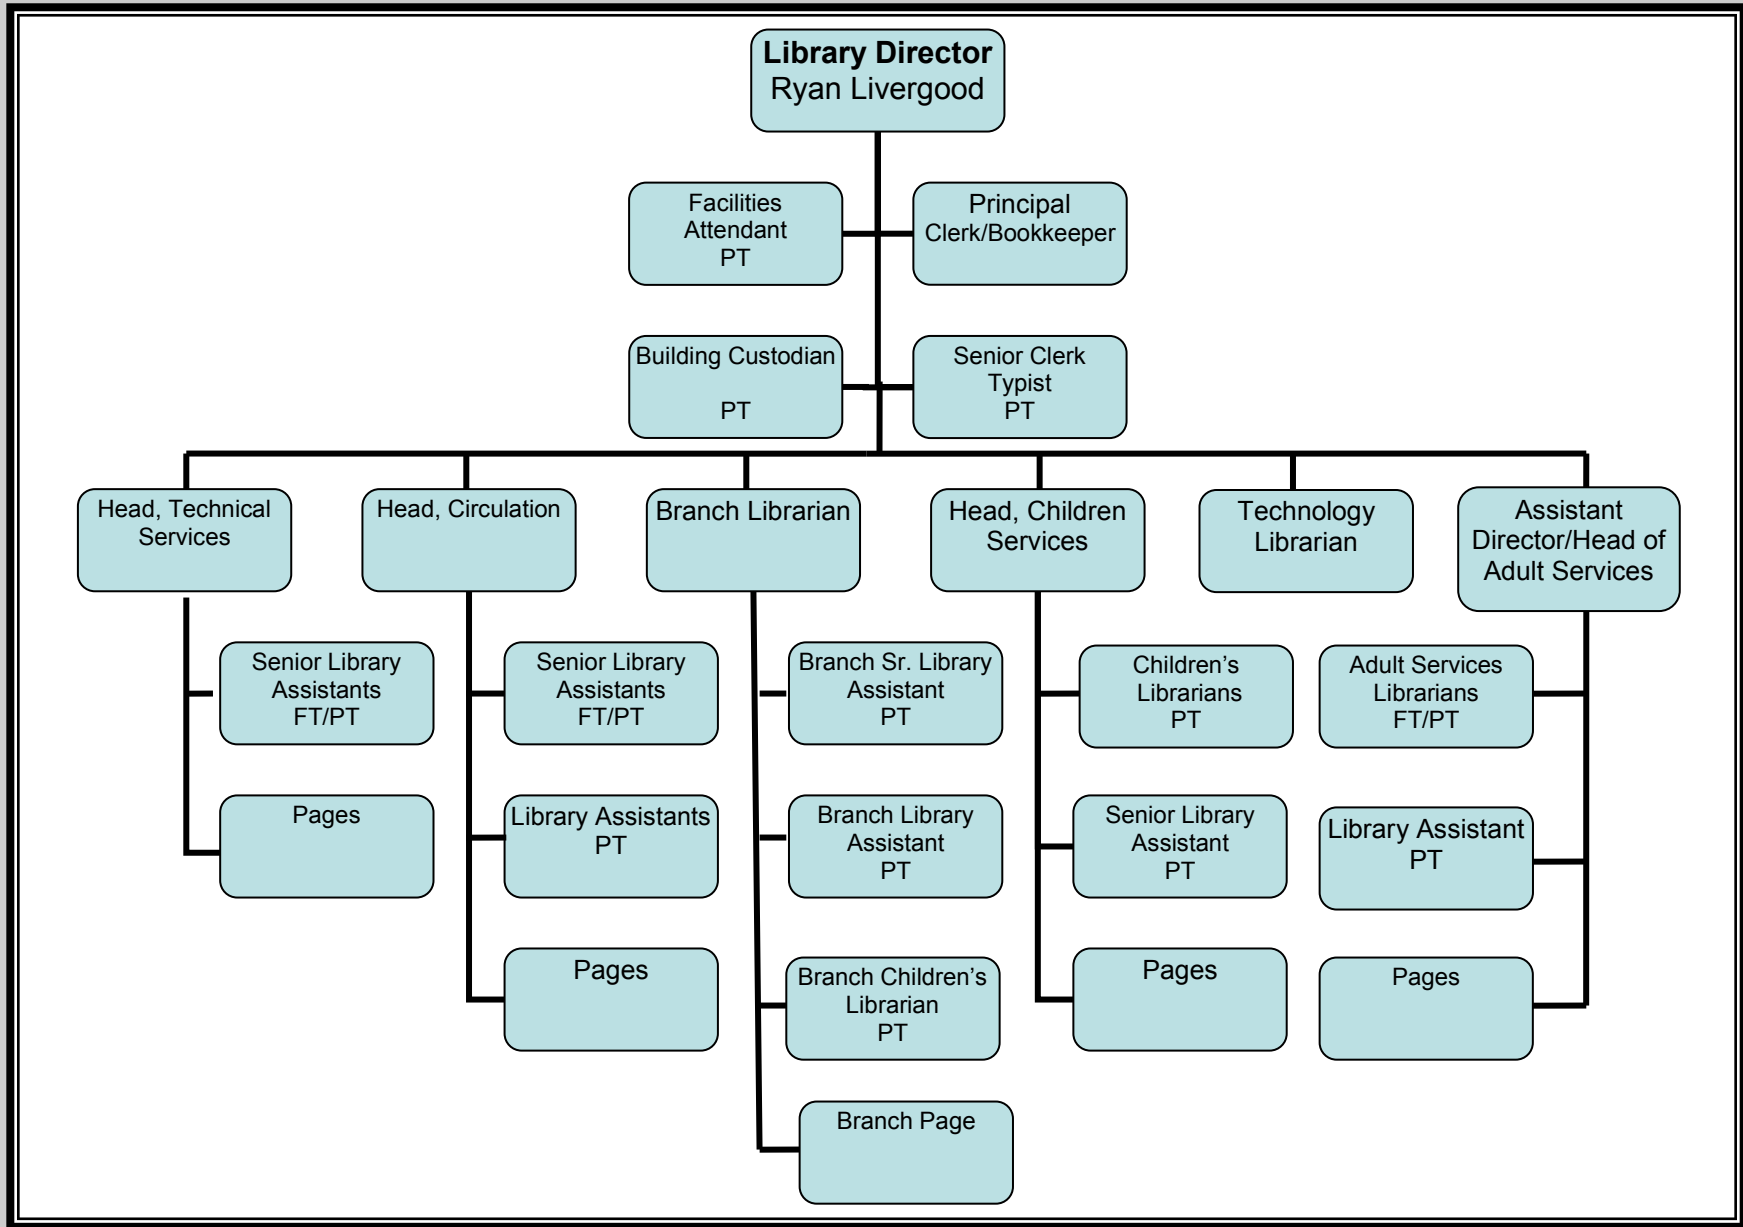 Library Director
Ryan Livergood
Facilities
Attendant
PT
Principal
Clerk/Bookkeeper
Building Custodian
PT
Senior Clerk
Typist
PT
Head, Technical
Services
Head, Circulation
Branch Librarian
Head, Children
Services
Technology
Librarian
Assistant
Director/Head of
Adult Services
Senior Library
Assistants
FT/PT
Senior Library
Assistants
FT/PT
Branch Sr. Library
Assistant
PT
Children’s
Librarians
PT
Adult Services
Librarians
FT/PT
Pages
Library Assistants
PT
Branch Library
Assistant
PT
Senior Library
Assistant
PT
Library Assistant
PT
Pages
Branch Children’s
Librarian
PT
Pages
Pages
Branch Page